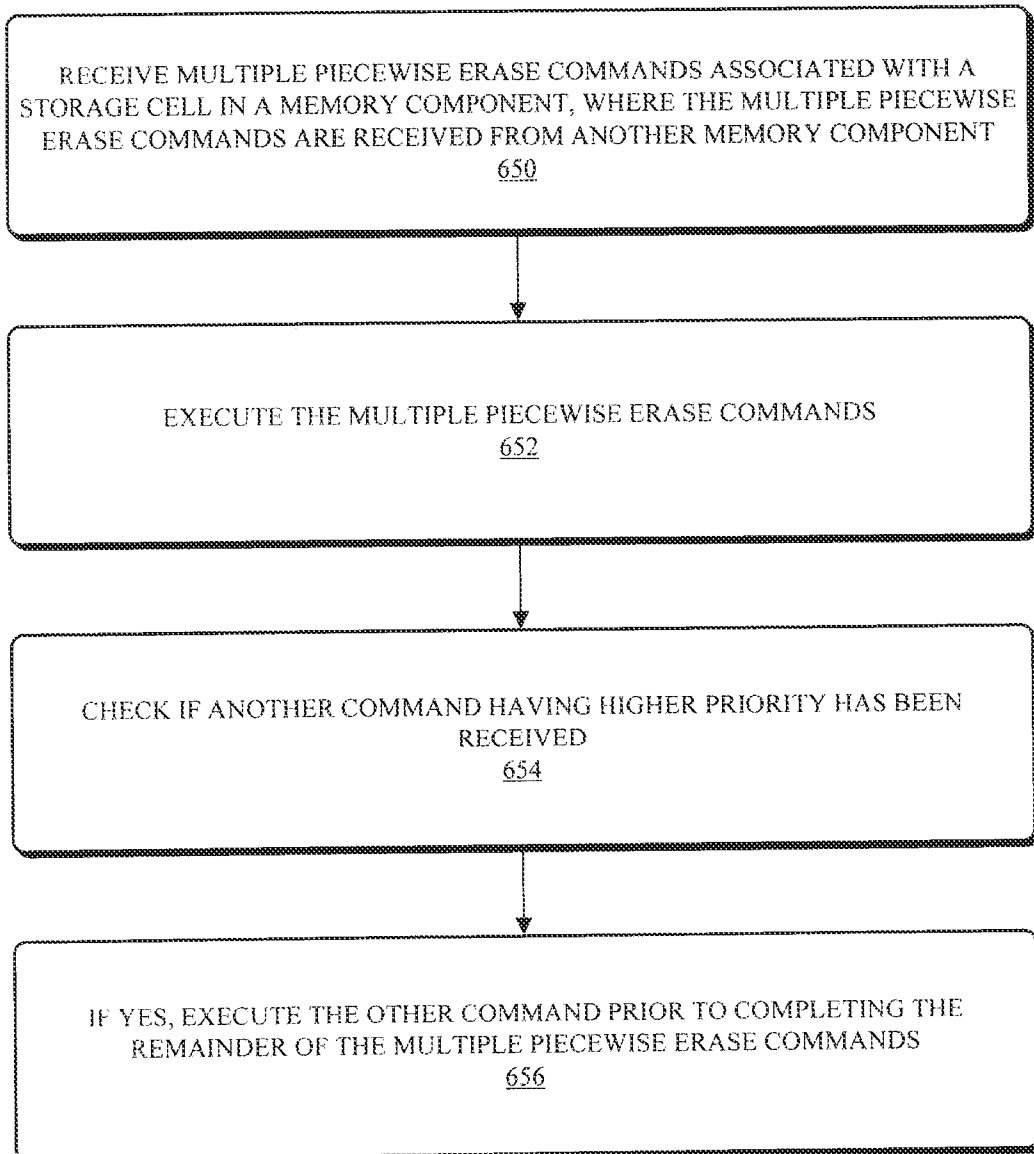 RECEIVE MULTIPLE PIECEWISE ERASE COMMANDS ASSOCIATED WITH A
STORAGE CELL IN A MEMORY COMPONENT, WHERE THE MULTIPLE PIECEWISE
ERASE COMMANDS ARE RECEIVED FROM ANOTHER MEMORY COMPONENT
650
EXECUTE THE MULTIPLE PIECEWISE ERASE COMMANDS
652
CHECK IF ANOTHER COMMAND HAVING HIGHER PRIORITY HAS BEEN
RECEIVED
654
IF YES, EXECUTE THE OTHER COMMAND PRIOR TO COMPLETING THE
REMAINDER OF THE MULTIPLE PIECEWISE ERASE COMMANDS
656